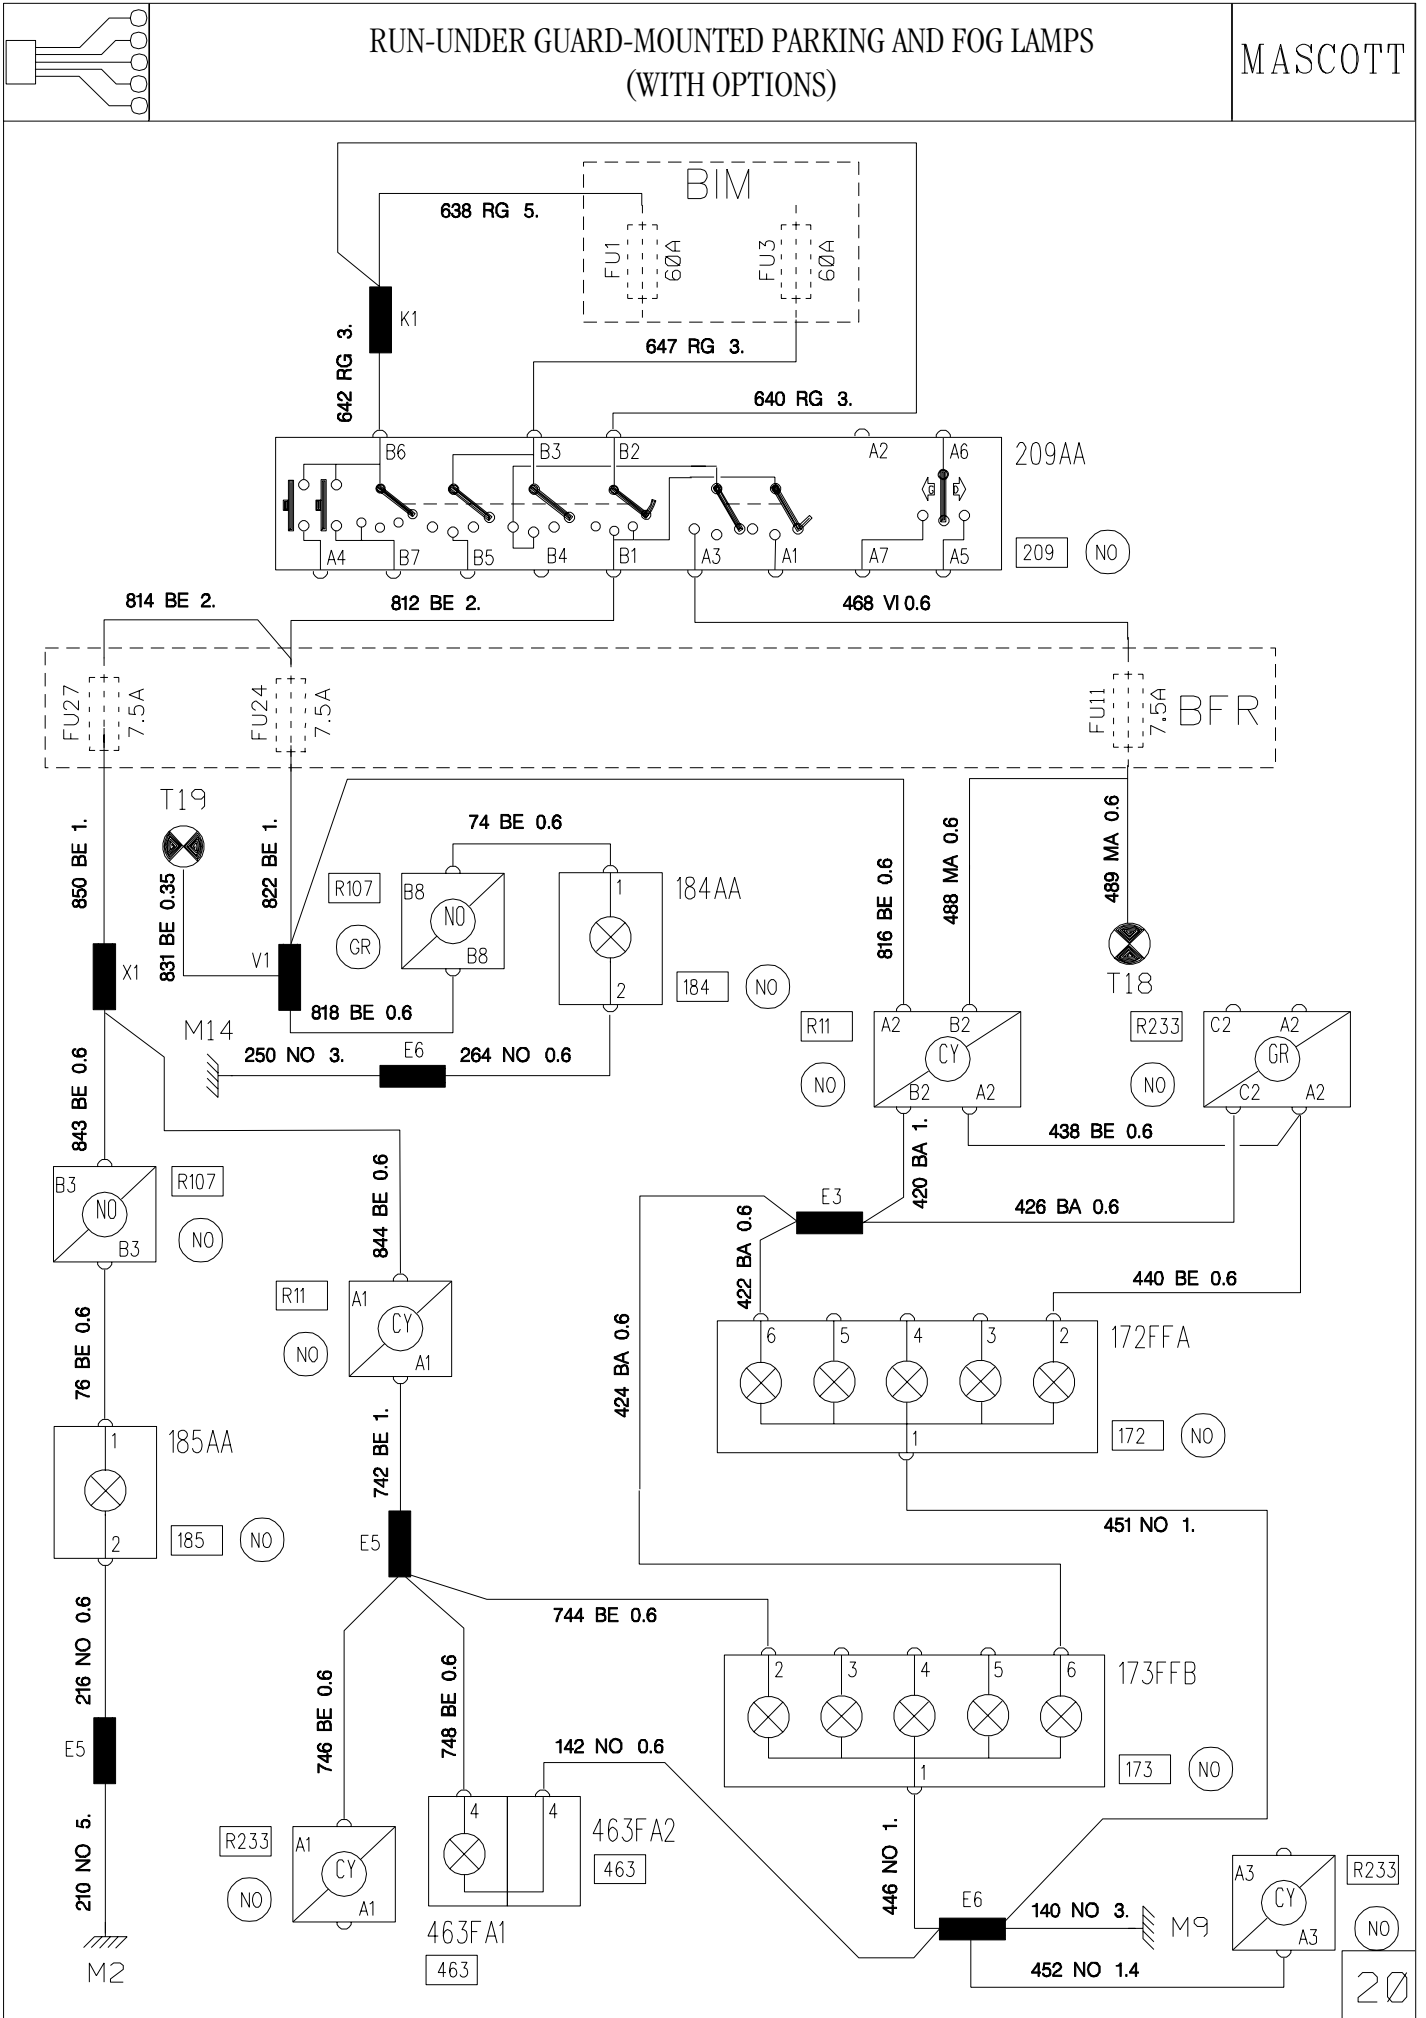 RUN-UNDER GUARD-MOUNTED PARKING AND FOG LAMPS
(WITH OPTIONS)
MASCOTT
BIM
638 RG 5.
FU1
60A
FU3
60A
K1
642 RG 3.
647 RG 3.
640 RG 3.
B6
B3
B2
A2
A6
209AA
G
D
A4
B7
B5
B4
B1
A3
A1
A7
A5
209
NO
814 BE 2.
812 BE 2.
468 VI 0.6
FU27
7.5A
FU24
7.5A
FU11
7.5A
BFR
T19
850 BE 1.
831 BE 0.35
822 BE 1.
74 BE 0.6
816 BE 0.6
488 MA 0.6
489 MA 0.6
R107
GR
B8
NO
B8
1
2
184AA
184
NO
X1
V1
818 BE 0.6
T18
M14
250 NO 3.
E6
264 NO 0.6
R11
NO
A2
B2
CY
B2
A2
R233
NO
C2
A2
GR
C2
A2
843 BE 0.6
438 BE 0.6
420 BA 1.
B3
NO
B3
R107
NO
844 BE 0.6
E3
426 BA 0.6
422 BA 0.6
440 BE 0.6
R11
NO
A1
CY
A1
76 BE 0.6
424 BA 0.6
6
5
4
3
2
1
172FFA
172
NO
742 BE 1.
1
2
185AA
185
NO
E5
451 NO 1.
216 NO 0.6
744 BE 0.6
746 BE 0.6
748 BE 0.6
2
3
4
5
6
1
173FFB
173
NO
E5
142 NO 0.6
210 NO 5.
R233
NO
A1
CY
A1
4
4
463FA2
463
463FA1
463
446 NO 1.
E6
140 NO 3.
M9
452 NO 1.4
A3
CY
A3
R233
NO
M2
20